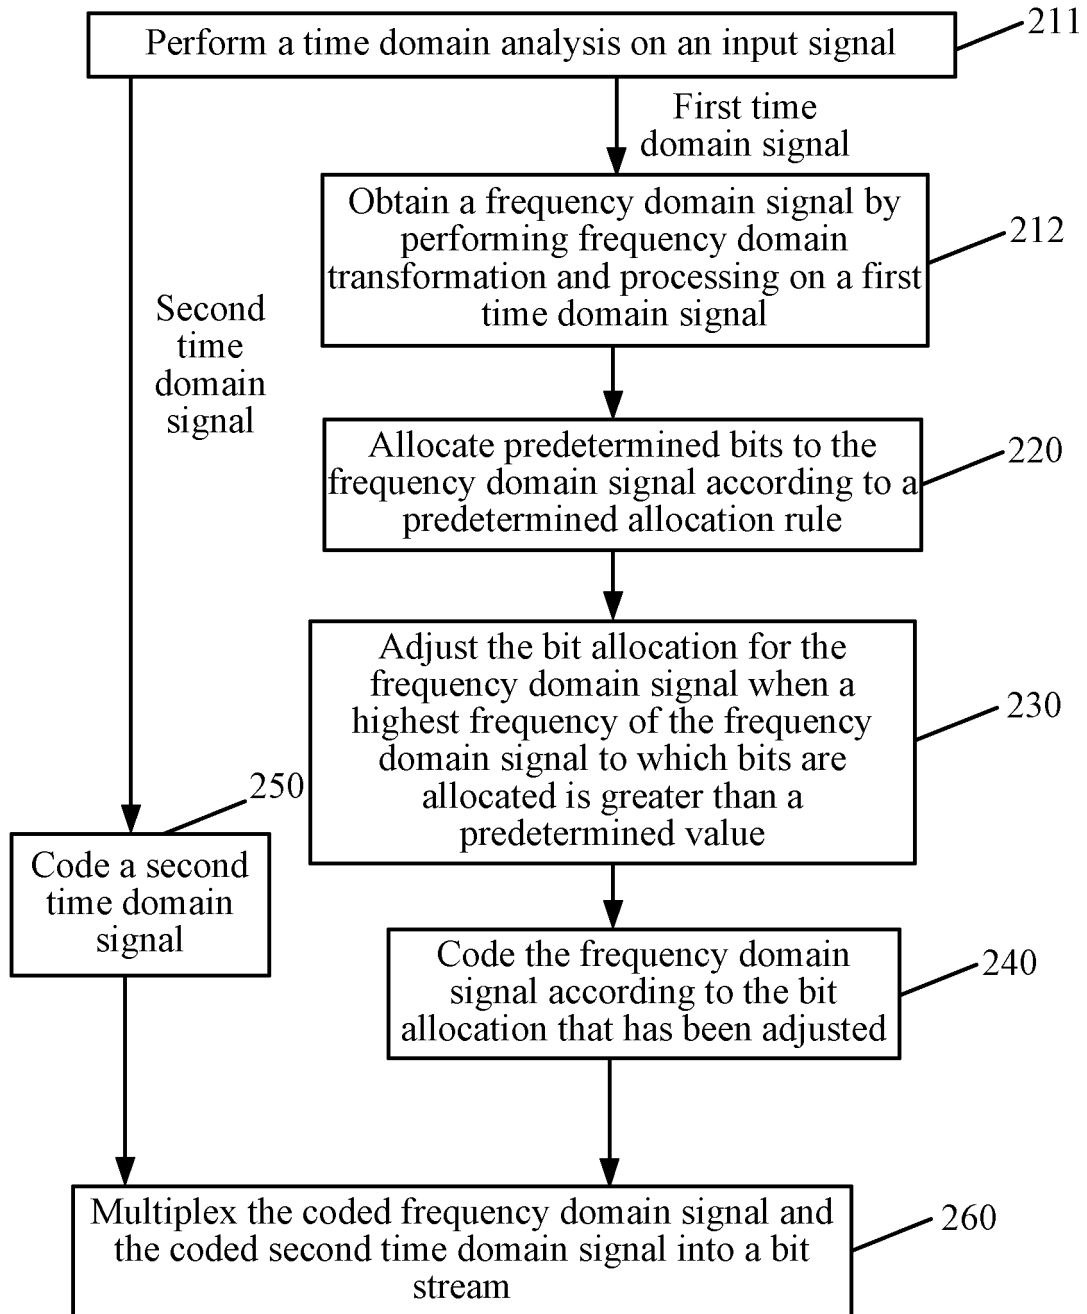 Perform a time domain analysis on an input signal
211
First time
domain signal
Obtain a frequency domain signal by
performing frequency domain
transformation and processing on a first
time domain signal
212
Second
time
domain
signal
Allocate predetermined bits to the
frequency domain signal according to a
predetermined allocation rule
220
Adjust the bit allocation for the
frequency domain signal when a
highest frequency of the frequency
domain signal to which bits are
allocated is greater than a
predetermined value
230
250
Code a second
time domain
signal
Code the frequency domain
signal according to the bit
allocation that has been adjusted
240
Multiplex the coded frequency domain signal and
the coded second time domain signal into a bit
stream
260